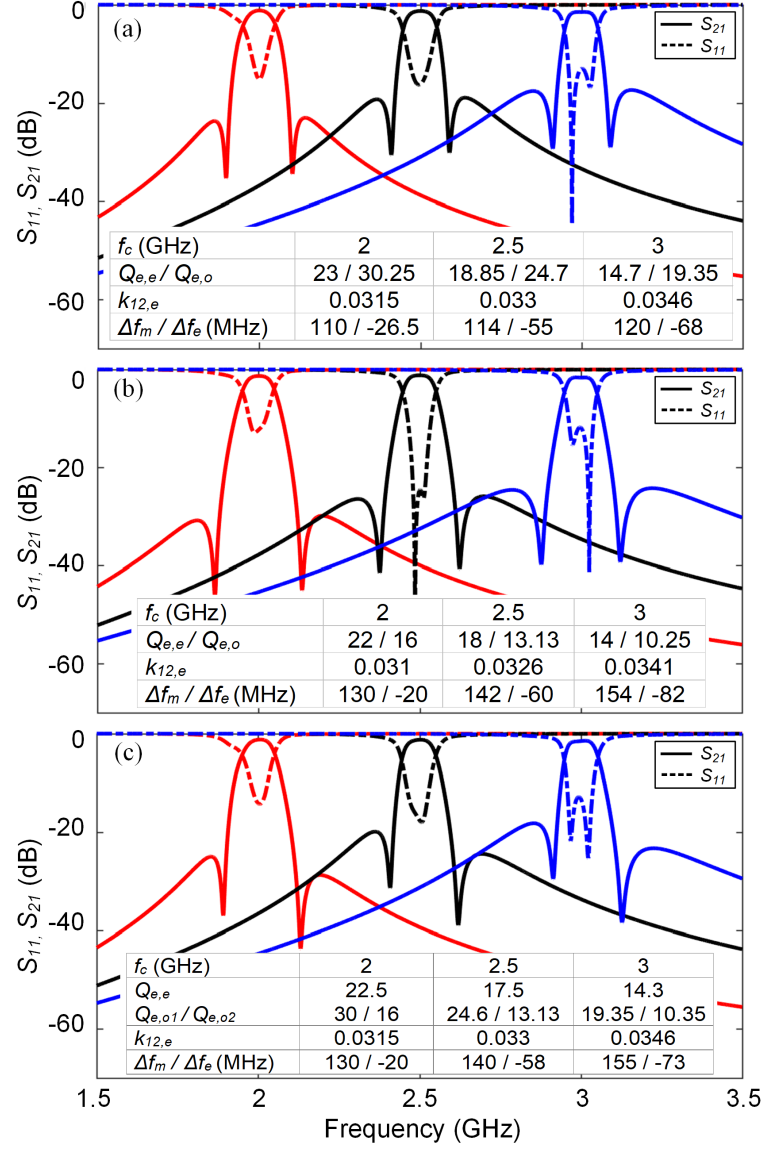 (a)
S21
S11
0
-20
-40
-60
S11, S21 (dB)
fc (GHz) 2 2.5 3
Qe,e / Qe,o 23 / 30.25 18.85 / 24.7 14.7 / 19.35
k12,e 0.0315 0.033 0.0346
Δfm / Δfe (MHz) 110 / -26.5 114 / -55 120 / -68
(b)
S21
S11
0
-20
-40
-60
S11, S21 (dB)
fc (GHz) 2 2.5 3
Qe,e / Qe,o 22 / 16 18 / 13.13 14 / 10.25
k12,e 0.031 0.0326 0.0341
Δfm / Δfe (MHz) 130 / -20 142 / -60 154 / -82
(c)
S21
S11
0
-20
-40
-60
S11, S21 (dB)
fc (GHz) 2 2.5 3
Qe,e 22.5 17.5 14.3
Qe,o1 / Qe,o2 30 / 16 24.6 / 13.13 19.35 / 10.35
k12,e 0.0315 0.033 0.0346
Δfm / Δfe (MHz) 130 / -20 140 / -58 155 / -73
1.5 2 2.5 3 3.5
Frequency (GHz)